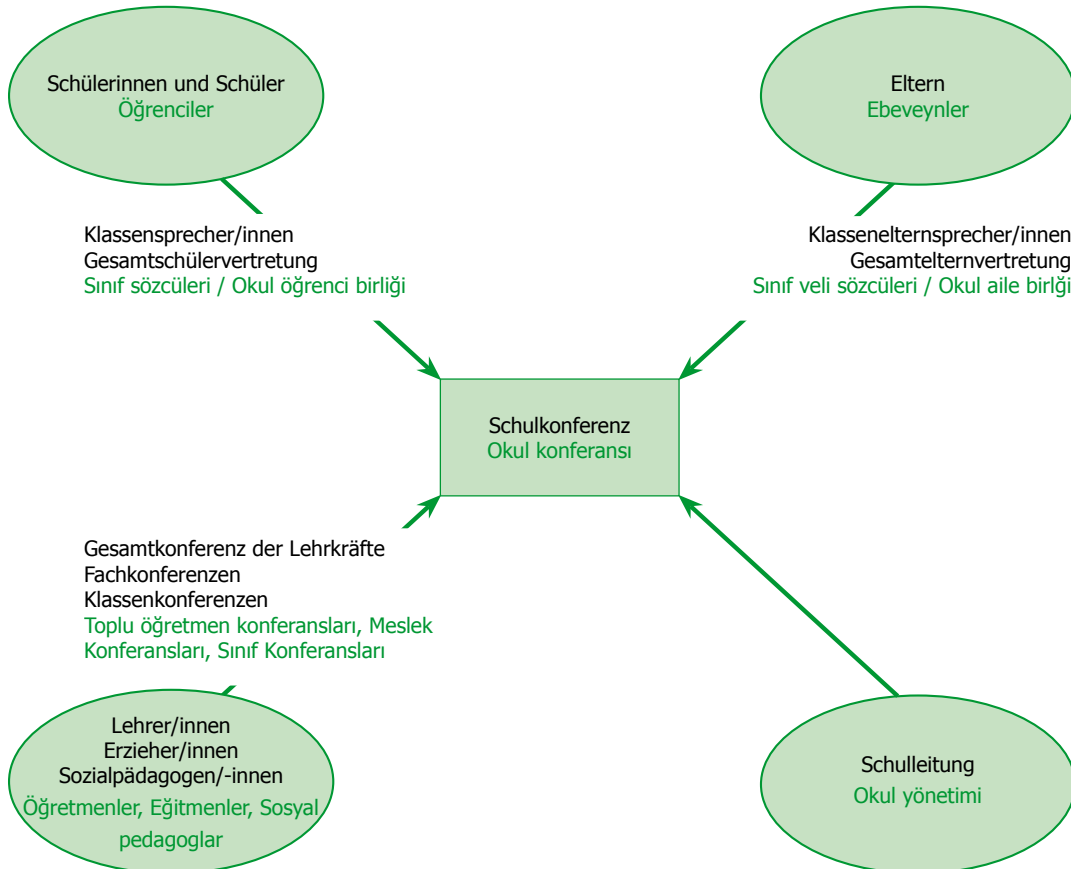 Schülerinnen und Schüler
Öğrenciler
Eltern
Ebeveynler
Klassensprecher/innen
Gesamtschülervertretung
Sınıf sözcüleri / Okul öğrenci birliği
Klassenelternsprecher/innen
Gesamtelternvertretung
Sınıf veli sözcüleri / Okul aile birlği
Schulkonferenz
Okul konferansı
Gesamtkonferenz der Lehrkräfte
Fachkonferenzen
Klassenkonferenzen
Toplu öğretmen konferansları, Meslek
Konferansları, Sınıf Konferansları
Lehrer/innen
Erzieher/innen
Sozialpädagogen/-innen
Öğretmenler, Eğitmenler, Sosyal
pedagoglar
Schulleitung
Okul yönetimi